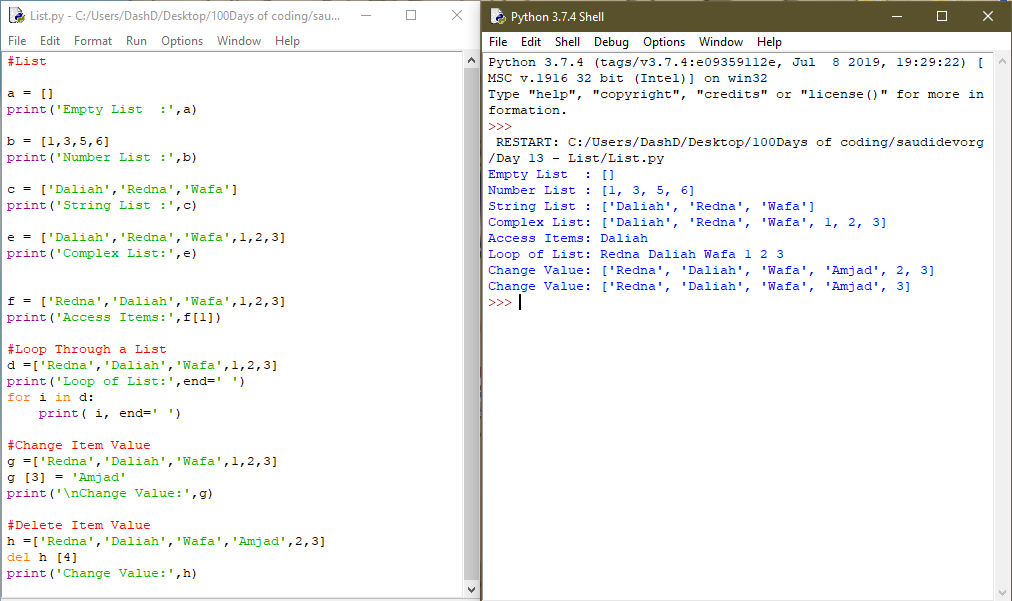 List.py - C:/Users/DashD/Desktop/100Days of coding/sau...
File Edit Format Run Options Window Help
#List
a = []
print('Empty List  :',a)
b = [1,3,5,6]
print('Number List :',b)
c = ['Daliah','Redna','Wafa']
print('String List :',c)
e = ['Daliah','Redna','Wafa',1,2,3]
print('Complex List:',e)
f = ['Redna','Daliah','Wafa',1,2,3]
print('Access Items:',f[1])
#Loop Through a List
d =['Redna','Daliah','Wafa',1,2,3]
print('Loop of List:',end=' ')
for i in d:
    print( i, end=' ')
#Change Item Value
g =['Redna','Daliah','Wafa',1,2,3]
g [3] = 'Amjad'
print('\nChange Value:',g)
#Delete Item Value
h =['Redna','Daliah','Wafa','Amjad',2,3]
del h [4]
print('Change Value:',h)
Python 3.7.4 Shell
File Edit Shell Debug Options Window Help
Python 3.7.4 (tags/v3.7.4:e09359112e, Jul  8 2019, 19:29:22) [
MSC v.1916 32 bit (Intel)] on win32
Type "help", "copyright", "credits" or "license()" for more in
formation.
>>>
 RESTART: C:/Users/DashD/Desktop/100Days of coding/saudidevorg
/Day 13 - List/List.py
Empty List  : []
Number List : [1, 3, 5, 6]
String List : ['Daliah', 'Redna', 'Wafa']
Complex List: ['Daliah', 'Redna', 'Wafa', 1, 2, 3]
Access Items: Daliah
Loop of List: Redna Daliah Wafa 1 2 3
Change Value: ['Redna', 'Daliah', 'Wafa', 'Amjad', 2, 3]
Change Value: ['Redna', 'Daliah', 'Wafa', 'Amjad', 3]
>>>